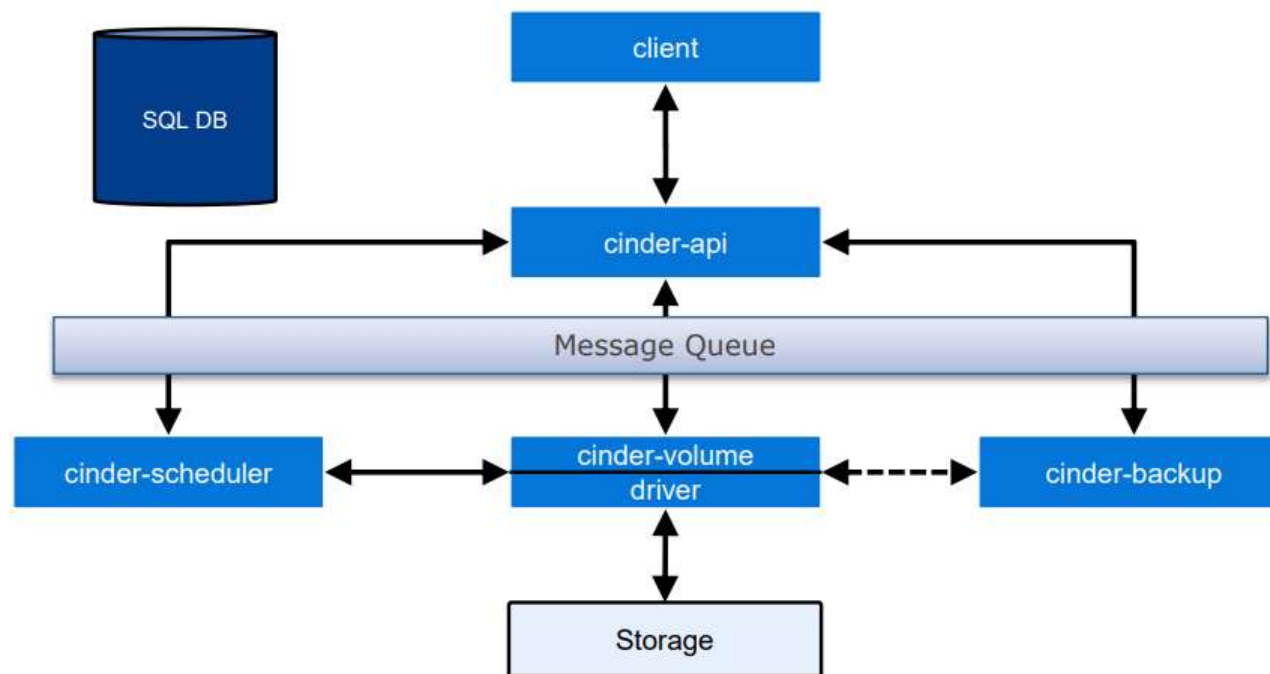 client
SQL DB
cinder-api
Message Queue
cinder-scheduler
cinder-volume
driver
cinder-backup
Storage